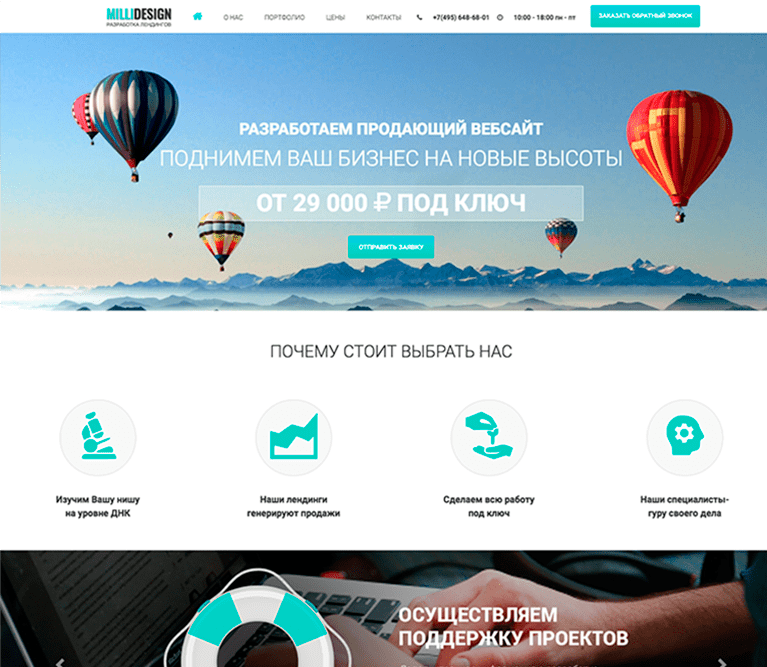 MILLIDESIGN
РАЗРАБОТКА ЛЕНДИНГОВ
О НАС
ПОРТФОЛИО
ЦЕНЫ
КОНТАКТЫ
+7(495) 648-68-01
10:00 - 18:00 пн - пт
ЗАКАЗАТЬ ОБРАТНЫЙ ЗВОНОК
РАЗРАБОТАЕМ ПРОДАЮЩИЙ ВЕБСАЙТ
ПОДНИМЕМ ВАШ БИЗНЕС НА НОВЫЕ ВЫСОТЫ
ОТ 29 000 ₽ ПОД КЛЮЧ
ОТПРАВИТЬ ЗАЯВКУ
ПОЧЕМУ СТОИТ ВЫБРАТЬ НАС
Изучим Вашу нишу
на уровне ДНК
Наши лендинги
генерируют продажи
Сделаем всю работу
под ключ
Наши специалисты-
гуру своего дела
ОСУЩЕСТВЛЯЕМ
ПОДДЕРЖКУ ПРОЕКТОВ